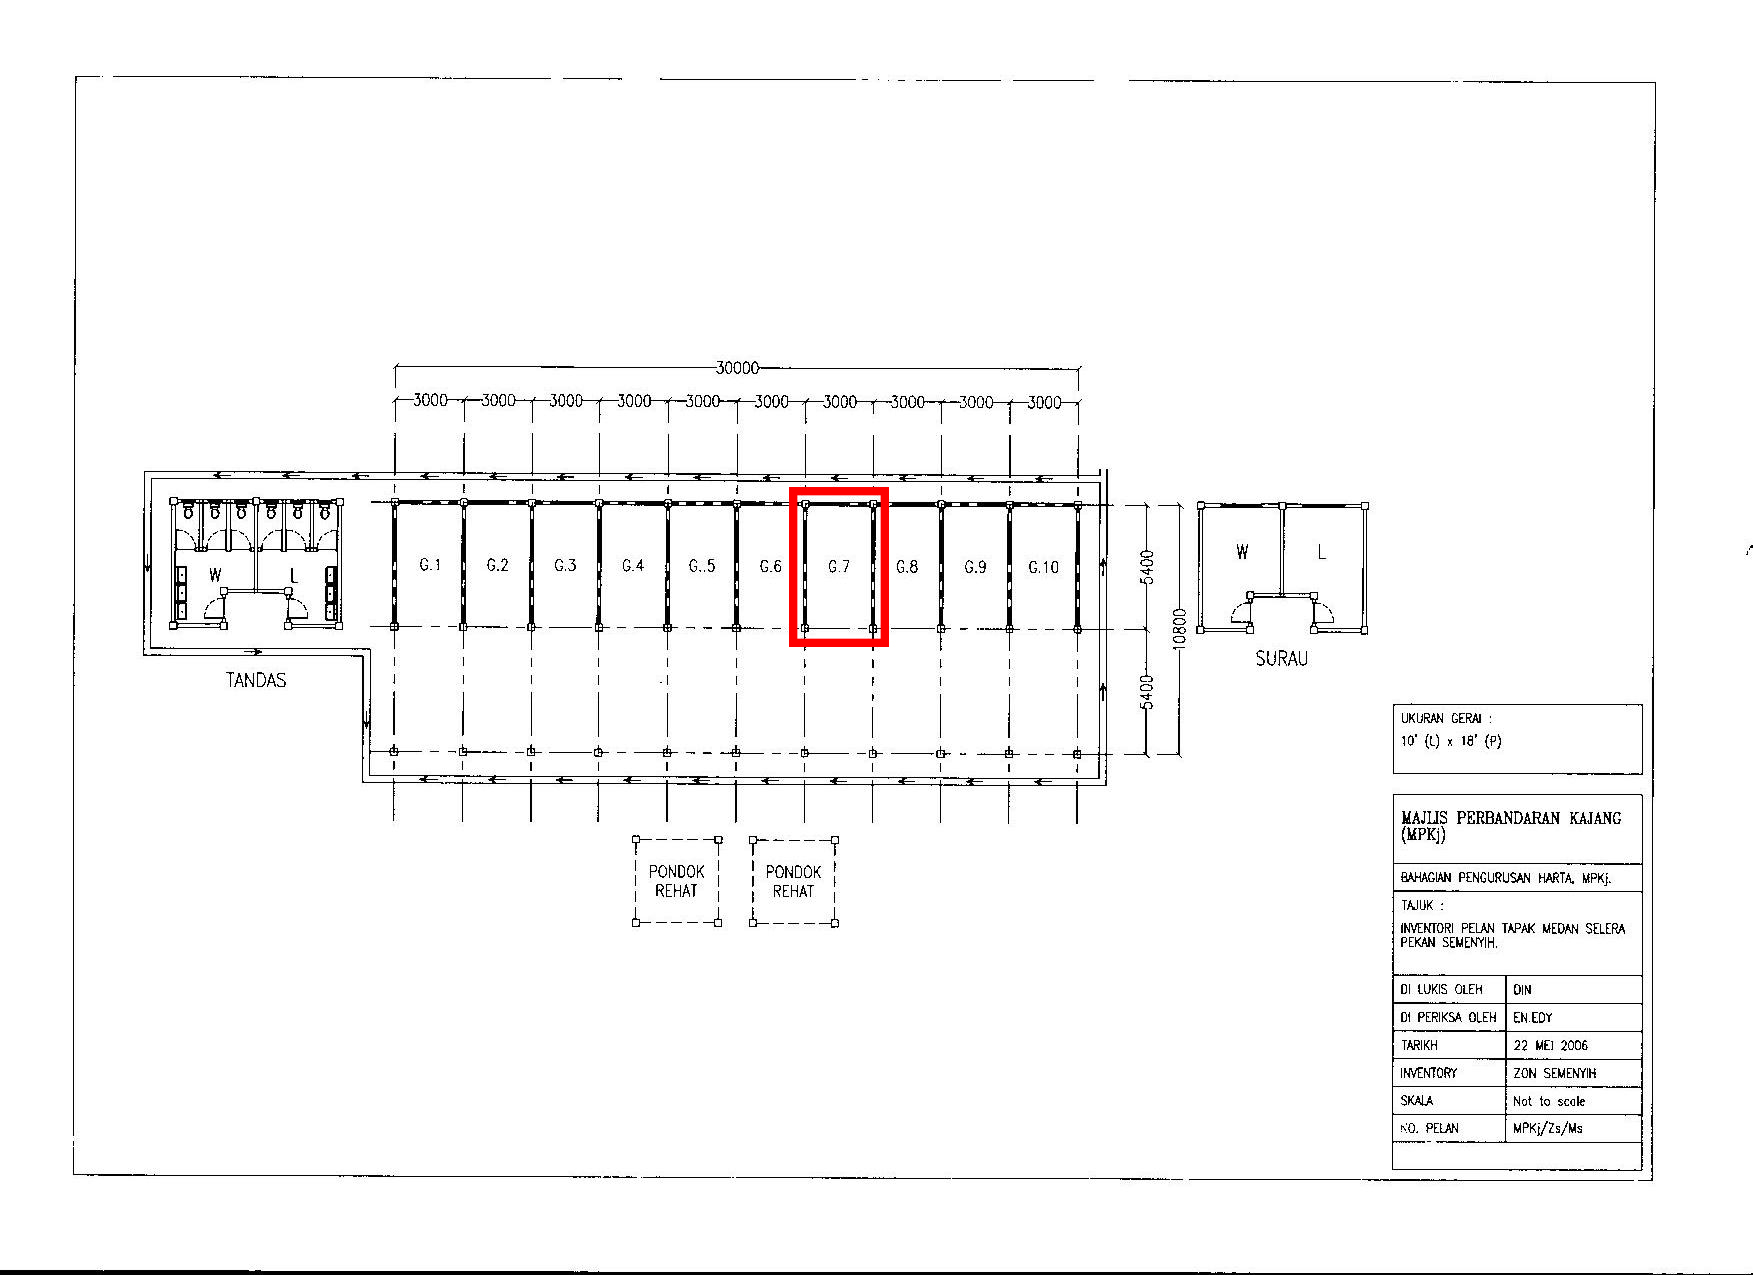 30000
3000 3000 3000 3000 3000 3000 3000 3000 3000 3000
G.1 G.2 G.3 G.4 G..5 G.6 G.7 G.8 G.9 G.10
5400
10800
5400
W L
TANDAS
W L
SURAU
PONDOK
REHAT
PONDOK
REHAT
UKURAN GERAI :
10' (L) x 18' (P)
MAJLIS PERBANDARAN KAJANG
(MPKj)
BAHAGIAN PENGURUSAN HARTA, MPKj.
TAJUK :
INVENTORI PELAN TAPAK MEDAN SELERA
PEKAN SEMENYIH.
DI LUKIS OLEH DIN
DI PERIKSA OLEH EN.EDY
TARIKH 22 MEI 2006
INVENTORY ZON SEMENYIH
SKALA Not to scale
NO. PELAN MPKj/Zs/Ms